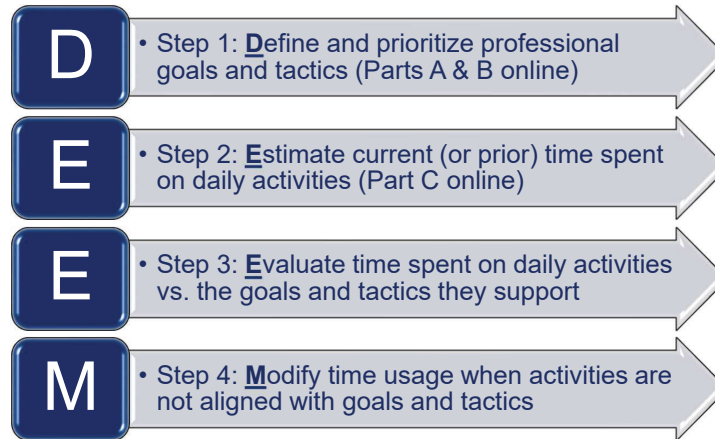 D
• Step 1: Define and prioritize professional
goals and tactics (Parts A & B online)
E
• Step 2: Estimate current (or prior) time spent
on daily activities (Part C online)
E
• Step 3: Evaluate time spent on daily activities
vs. the goals and tactics they support
M
• Step 4: Modify time usage when activities are
not aligned with goals and tactics